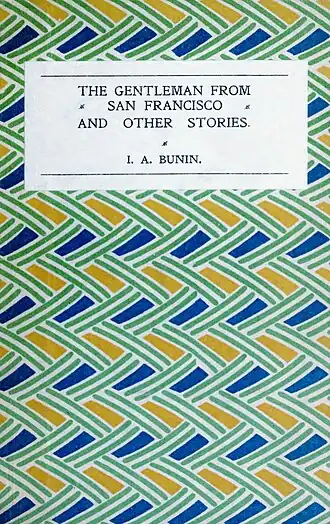 THE GENTLEMAN FROM
SAN FRANCISCO
AND OTHER STORIES.
I. A. BUNIN.